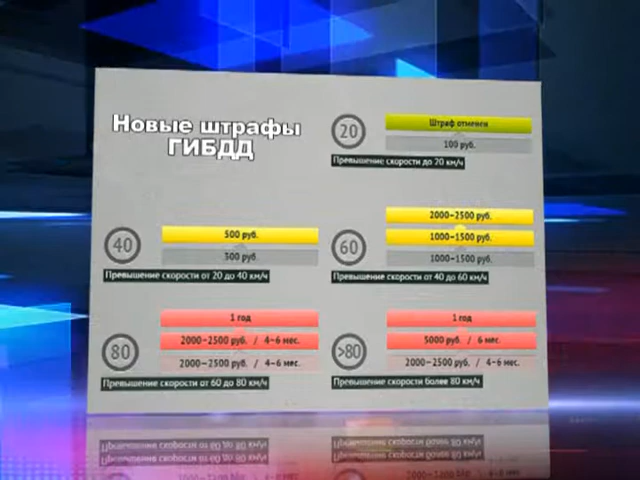 Новые штрафы
ГИБДД
20
Штраф отменен
100 руб.
Превышение скорости до 20 км/ч
40
500 руб.
300 руб.
Превышение скорости от 20 до 40 км/ч
60
2000-2500 руб.
1000-1500 руб.
1000-1500 руб.
Превышение скорости от 40 до 60 км/ч
80
1 год
2000-2500 руб. / 4-6 мес.
2000-2500 руб. / 4-6 мес.
Превышение скорости от 60 до 80 км/ч
>80
1 год
5000 руб. / 6 мес.
2000-2500 руб. / 4-6 мес.
Превышение скорости более 80 км/ч